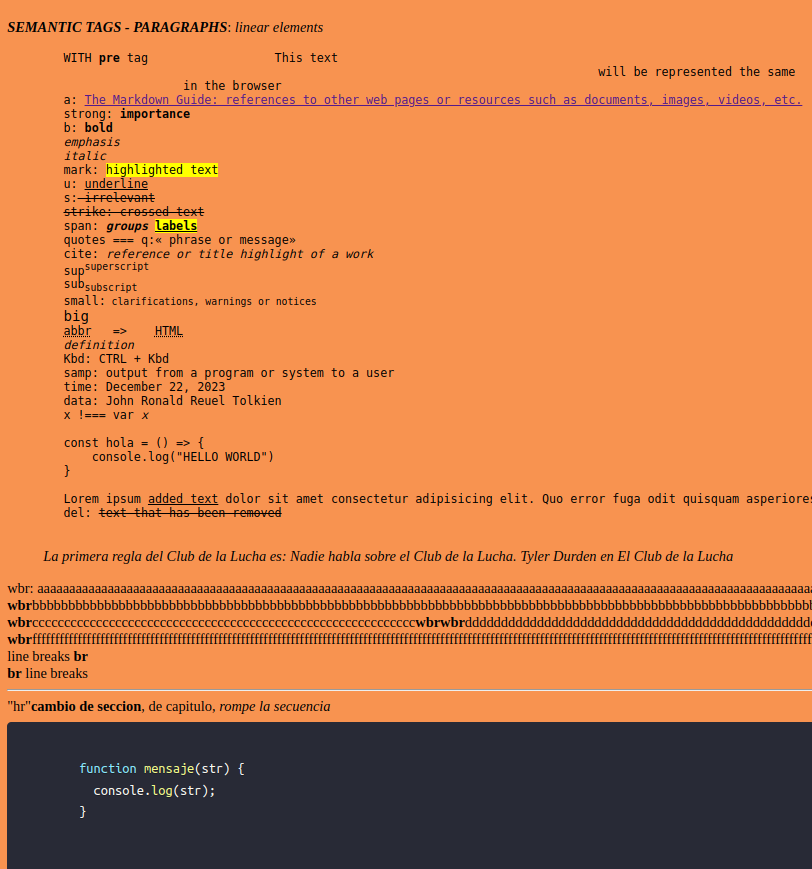 SEMANTIC TAGS - PARAGRAPHS: linear elements
WITH pre tag This text
will be represented the same
in the browser
a: The Markdown Guide: references to other web pages or resources such as documents, images, videos, etc.
strong: importance
b: bold
emphasis
italic
mark: highlighted text
u: underline
s: irrelevant
strike: crossed text
span: groups labels
quotes === q:« phrase or message»
cite: reference or title highlight of a work
supsuperscript
subsubscript
small: clarifications, warnings or notices
big
abbr => HTML
definition
Kbd: CTRL + Kbd
samp: output from a program or system to a user
time: December 22, 2023
data: John Ronald Reuel Tolkien
x !=== var x
const hola = () => {
console.log("HELLO WORLD")
}
Lorem ipsum added text dolor sit amet consectetur adipisicing elit. Quo error fuga odit quisquam asperiores
del: text that has been removed
La primera regla del Club de la Lucha es: Nadie habla sobre el Club de la Lucha. Tyler Durden en El Club de la Lucha
wbr:
wbr
wbr wbrwbr
wbr
line breaks br
br line breaks
"hr"cambio de seccion, de capitulo, rompe la secuencia
function mensaje(str) {
console.log(str);
}